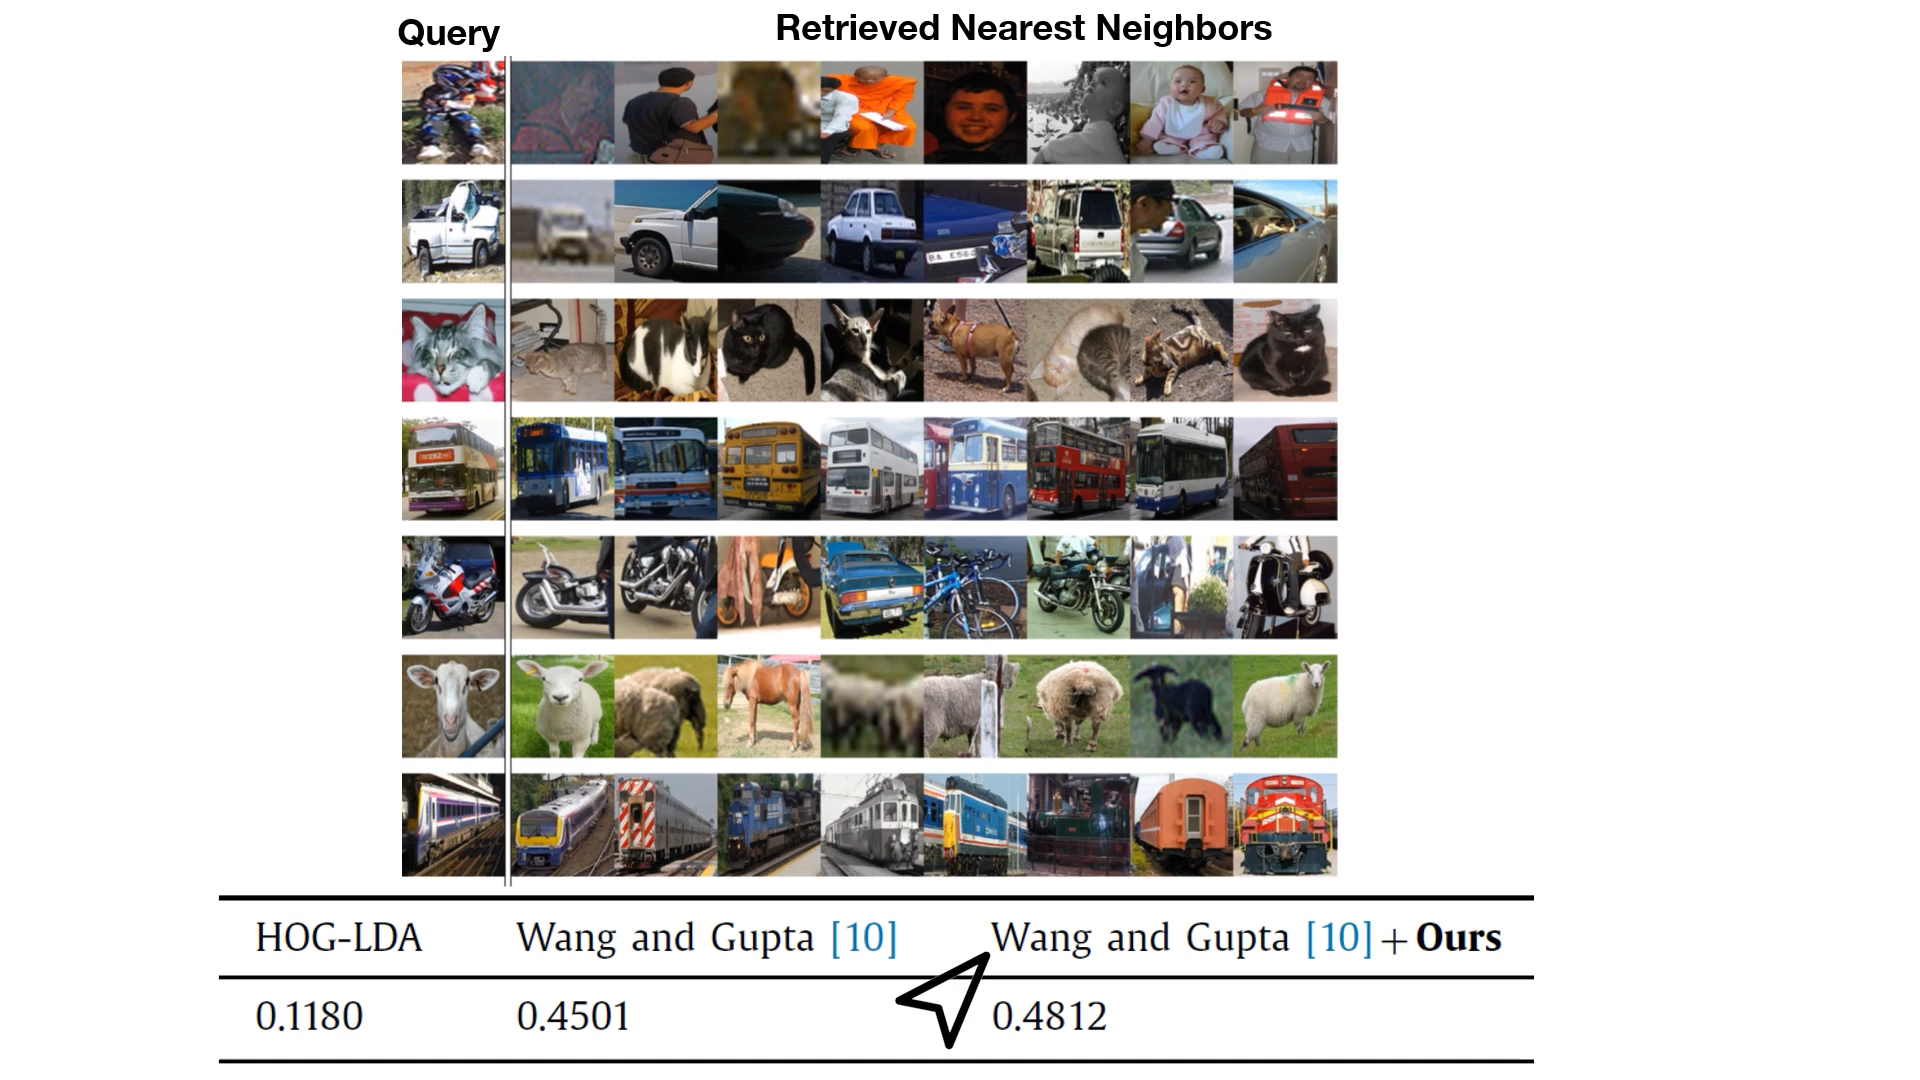 Query
Retrieved Nearest Neighbors
HOG-LDA Wang and Gupta [10] Wang and Gupta [10] + Ours
0.1180 0.4501 0.4812